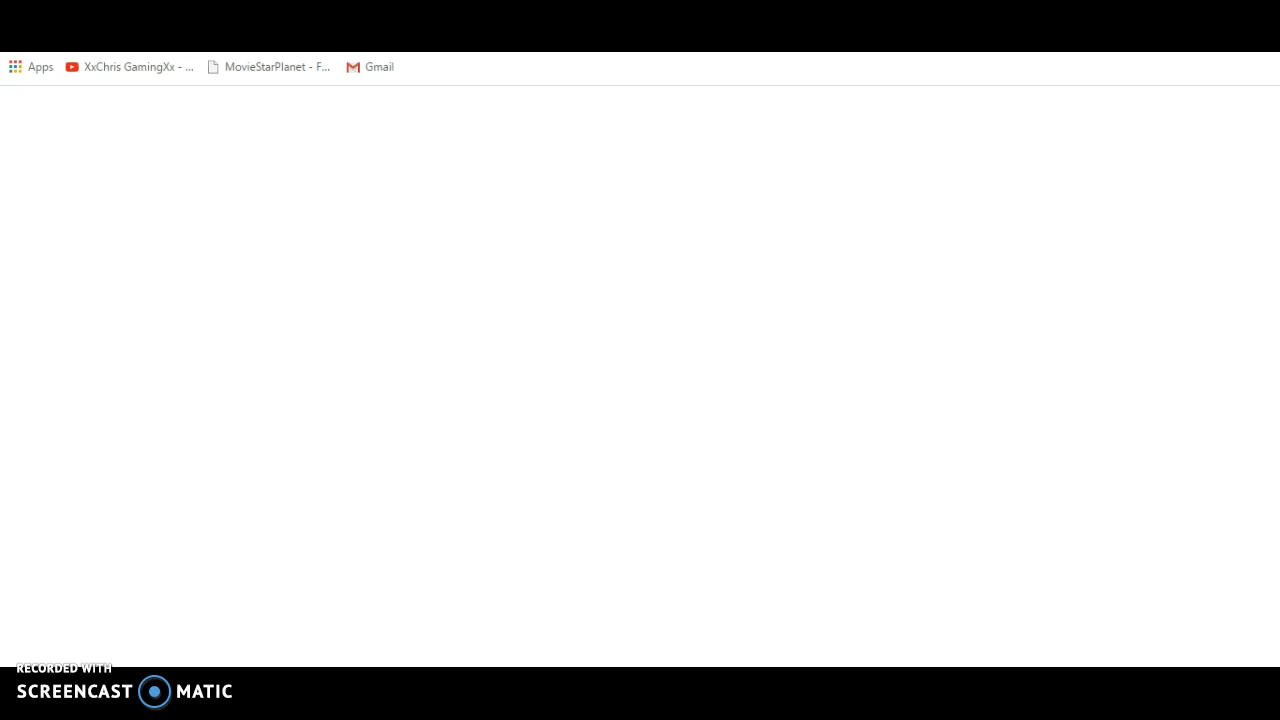 Apps XxChris GamingXx - ... MovieStarPlanet - F... Gmail
RECORDED WITH
SCREENCAST MATIC